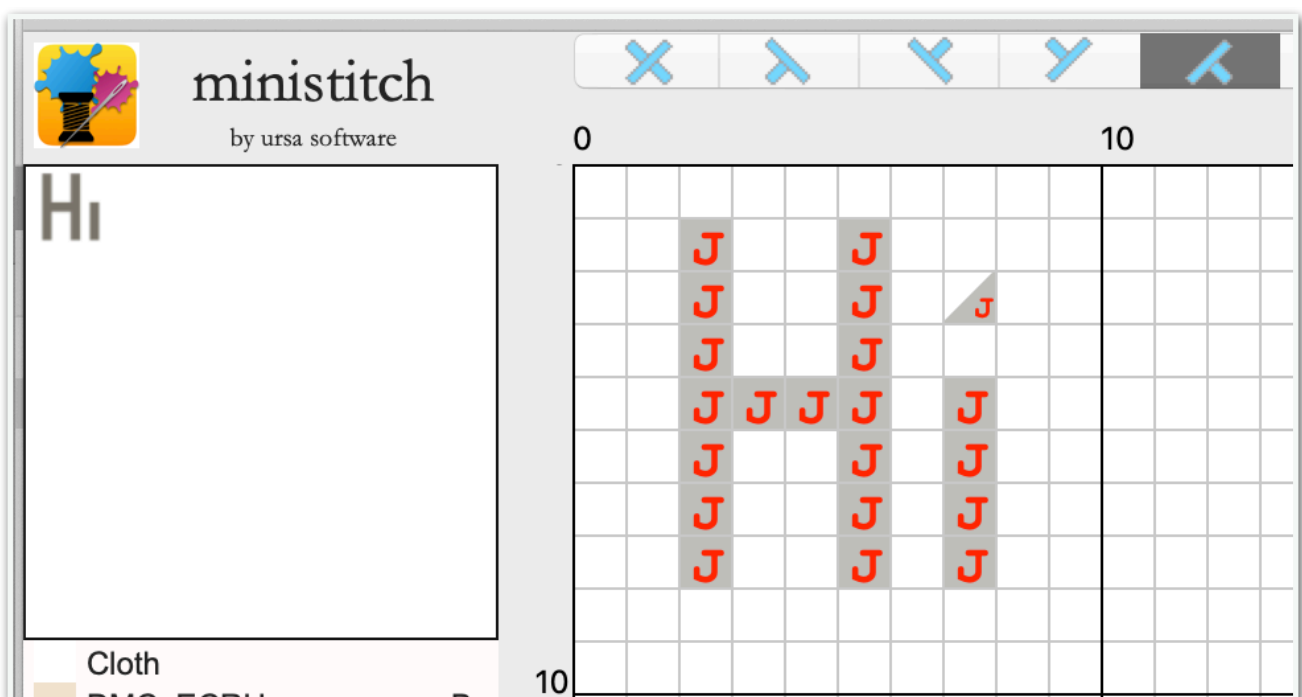 ministitch
by ursa software
0 10
Hı
J J
J J
J
J J
J J J J J
J J J
J J J
J J J
Cloth
10